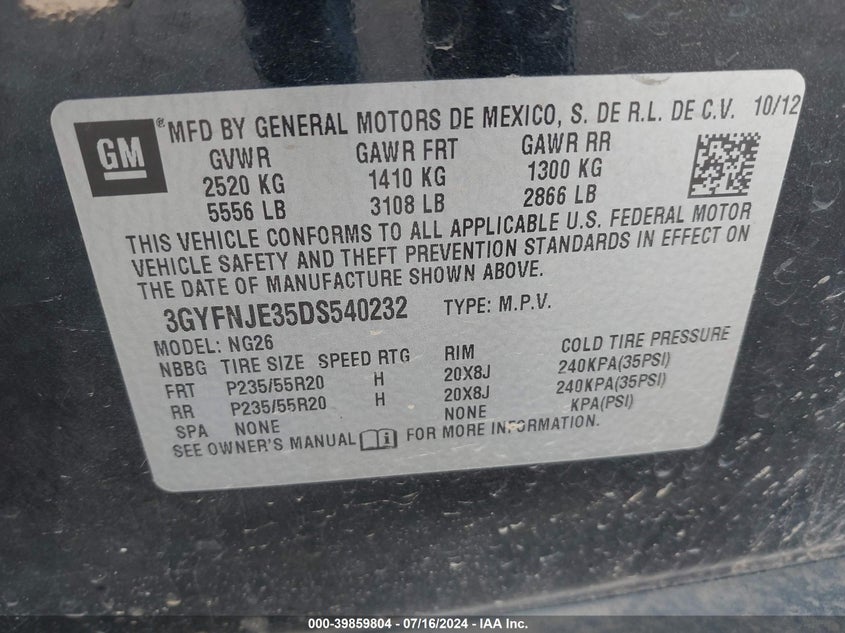 GM ® MFD BY GENERAL MOTORS DE MEXICO, S. DE R.L. DE C.V. 10/12
GVWR GAWR FRT GAWR RR
2520 KG 1410 KG 1300 KG
5556 LB 3108 LB 2866 LB
THIS VEHICLE CONFORMS TO ALL APPLICABLE U.S. FEDERAL MOTOR
VEHICLE SAFETY AND THEFT PREVENTION STANDARDS IN EFFECT ON
THE DATE OF MANUFACTURE SHOWN ABOVE.
3GYFNJE35DS540232 TYPE: M.P.V.
MODEL: NG26
NBBG TIRE SIZE SPEED RTG RIM COLD TIRE PRESSURE
FRT P235/55R20 H 20X8J 240KPA(35PSI)
RR P235/55R20 H 20X8J 240KPA(35PSI)
SPA NONE NONE KPA(PSI)
SEE OWNER'S MANUAL FOR MORE INFORMATION.
000-39859804 - 07/16/2024 - IAA Inc.